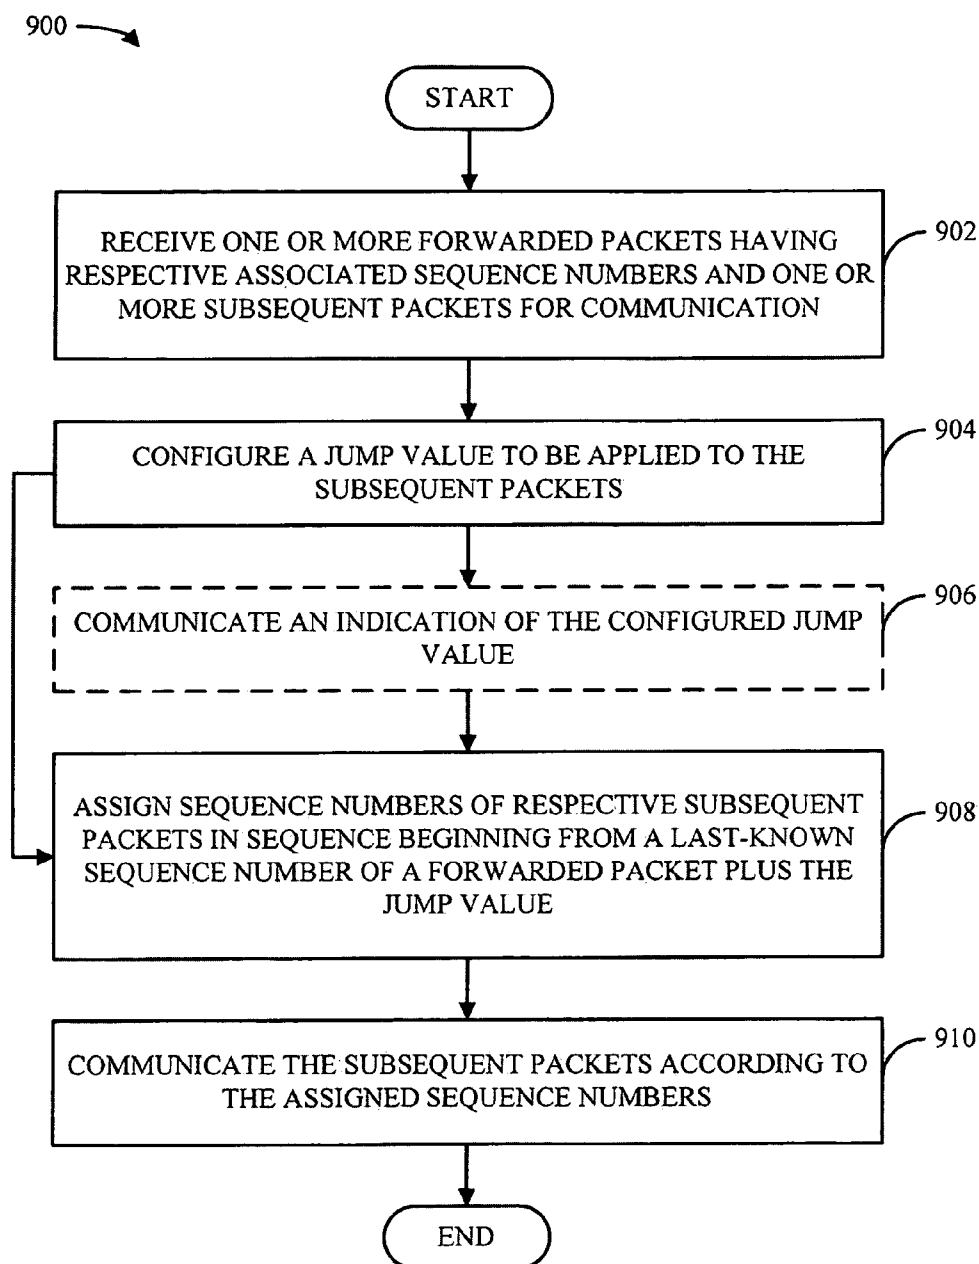 900
START
RECEIVE ONE OR MORE FORWARDED PACKETS HAVING
RESPECTIVE ASSOCIATED SEQUENCE NUMBERS AND ONE OR
MORE SUBSEQUENT PACKETS FOR COMMUNICATION
902
CONFIGURE A JUMP VALUE TO BE APPLIED TO THE
SUBSEQUENT PACKETS
904
COMMUNICATE AN INDICATION OF THE CONFIGURED JUMP
VALUE
906
ASSIGN SEQUENCE NUMBERS OF RESPECTIVE SUBSEQUENT
PACKETS IN SEQUENCE BEGINNING FROM A LAST-KNOWN
SEQUENCE NUMBER OF A FORWARDED PACKET PLUS THE
JUMP VALUE
908
COMMUNICATE THE SUBSEQUENT PACKETS ACCORDING TO
THE ASSIGNED SEQUENCE NUMBERS
910
END